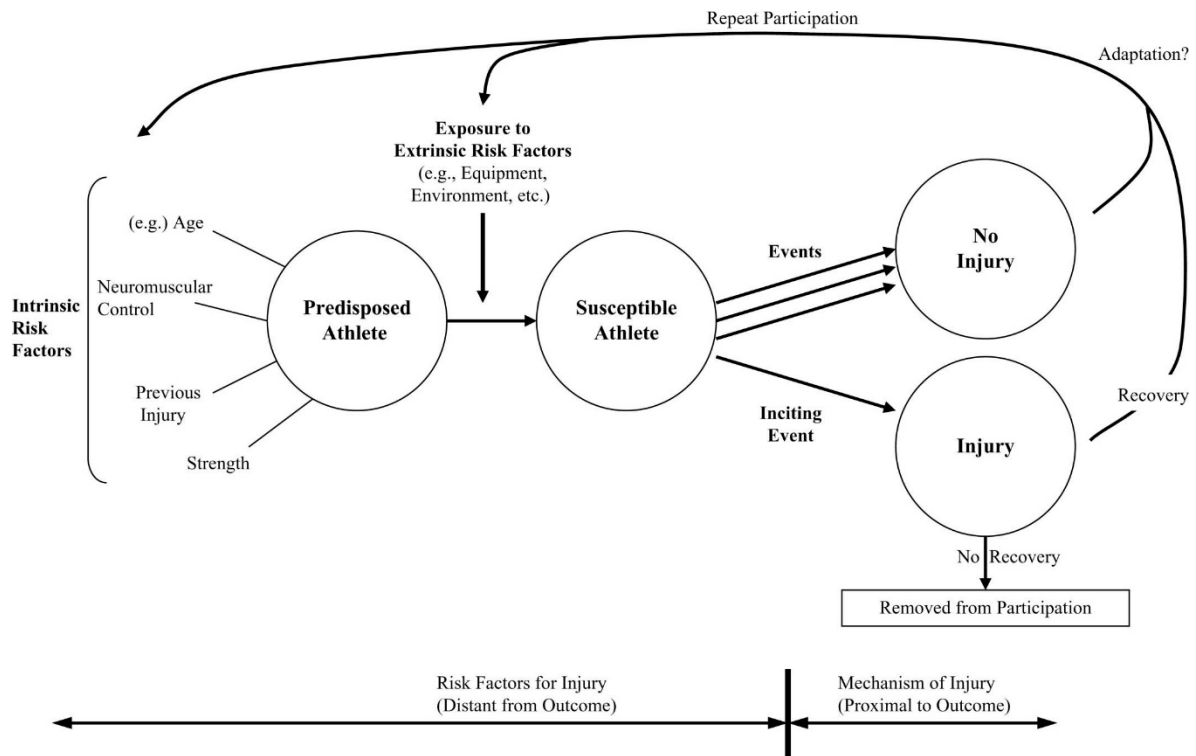 Repeat Participation
Adaptation?
Exposure to
Extrinsic Risk Factors
(e.g., Equipment,
Environment, etc.)
(e.g.) Age
Neuromuscular
Control
Intrinsic
Risk
Factors
Previous
Injury
Strength
Predisposed
Athlete
Susceptible
Athlete
Events
No
Injury
Inciting
Event
Injury
Recovery
No Recovery
Removed from Participation
Risk Factors for Injury
(Distant from Outcome)
Mechanism of Injury
(Proximal to Outcome)